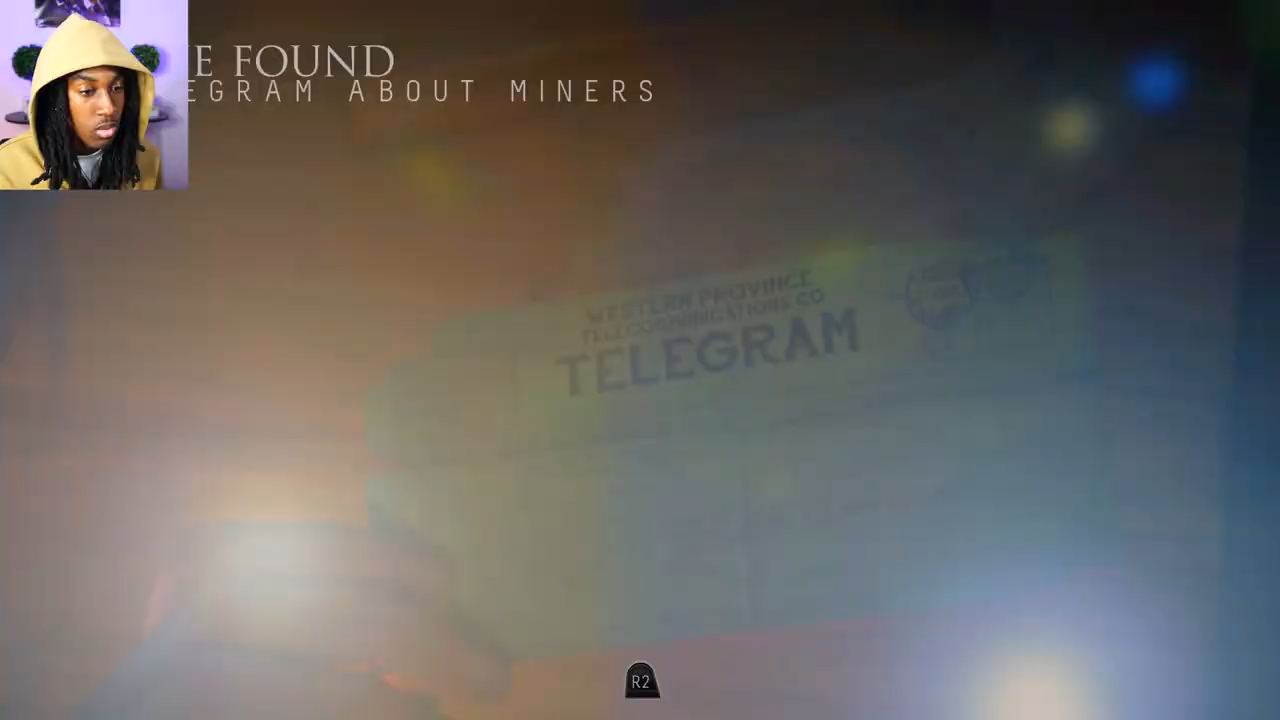 E FOUND
EGRAM ABOUT MINERS
WESTERN PROVINCE
TELECOMMUNICATIONS CO
TELEGRAM
R2